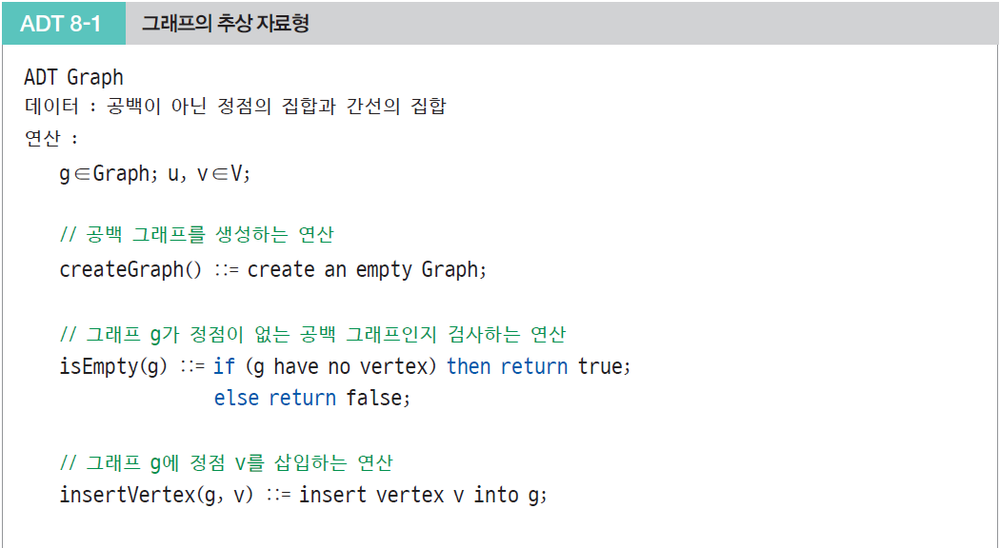 ADT 8-1 그래프의 추상 자료형
ADT Graph
데이터 : 공백이 아닌 정점의 집합과 간선의 집합
연산 :
g∈Graph; u, v∈V;
// 공백 그래프를 생성하는 연산
createGraph() ::= create an empty Graph;
// 그래프 g가 정점이 없는 공백 그래프인지 검사하는 연산
isEmpty(g) ::= if (g have no vertex) then return true;
else return false;
// 그래프 g에 정점 v를 삽입하는 연산
insertVertex(g, v) ::= insert vertex v into g;